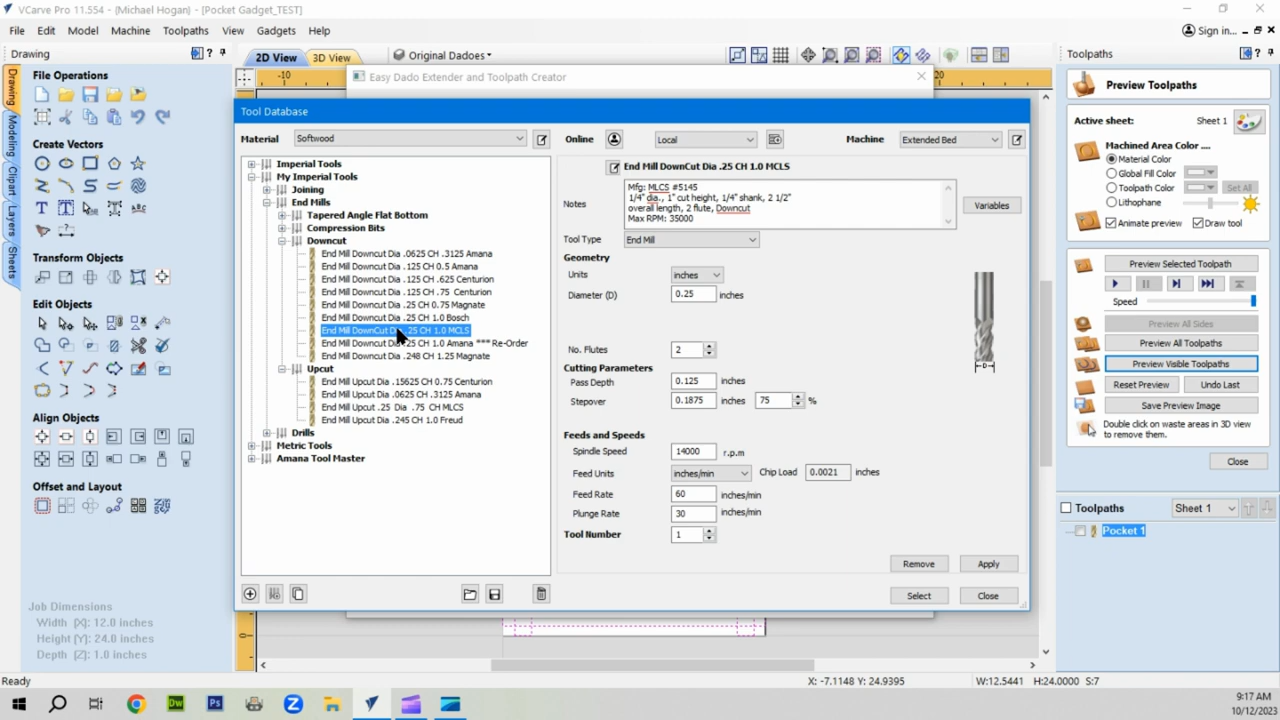 VCarve Pro 11.554 - {Michael Hogan} - [Pocket Gadget_TEST]
File Edit Model Machine Toolpaths View Gadgets Help
Sign in...
Drawing
Drawing
Modeling
Clipart
Layers
Sheets
File Operations
Create Vectors
Transform Objects
Edit Objects
Align Objects
Offset and Layout
Job Dimensions
Width [X]: 12.0 inches
Height [Y]: 24.0 inches
Depth [Z]: 1.0 inches
2D View
3D View
Original Dadoes
-10
20
0
Easy Dado Extender and Toolpath Creator
Tool Database
Material Softwood
Online Local
Machine Extended Bed
Imperial Tools
My Imperial Tools
Joining
End Mills
Tapered Angle Flat Bottom
Compression Bits
Downcut
End Mill Downcut Dia .0625 CH .3125 Amana
End Mill Downcut Dia .125 CH 0.5 Amana
End Mill Downcut Dia .125 CH .625 Centurion
End Mill Downcut Dia .125 CH .75 Centurion
End Mill Downcut Dia .25 CH 0.75 Magnate
End Mill Downcut Dia .25 CH 1.0 Bosch
End Mill DownCut Dia .25 CH 1.0 MCLS
End Mill Downcut Dia .25 CH 1.0 Amana *** Re-Order
End Mill Downcut Dia .248 CH 1.25 Magnate
Upcut
End Mill Upcut Dia .15625 CH 0.75 Centurion
End Mill Upcut Dia .0625 CH .3125 Amana
End Mill Upcut .25 Dia .75 CH MLCS
End Mill Upcut Dia .245 CH 1.0 Freud
Drills
Metric Tools
Amana Tool Master
End Mill DownCut Dia .25 CH 1.0 MCLS
Notes
Mfg: MLCS #5145
1/4" dia., 1" cut height, 1/4" shank, 2 1/2"
overall length, 2 flute, Downcut
Max RPM: 35000
Variables
Tool Type End Mill
Geometry
Units inches
Diameter (D) 0.25 inches
No. Flutes 2
D
Cutting Parameters
Pass Depth 0.125 inches
Stepover 0.1875 inches 75 %
Feeds and Speeds
Spindle Speed 14000 r.p.m
Feed Units inches/min Chip Load 0.0021 inches
Feed Rate 60 inches/min
Plunge Rate 30 inches/min
Tool Number 1
Remove Apply
Select Close
Toolpaths
Preview Toolpaths
Active sheet: Sheet 1
Machined Area Color ....
Material Color
Global Fill Color
Toolpath Color Set All
Lithophane
Animate preview Draw tool
Preview Selected Toolpath
Speed
Preview All Sides
Preview All Toolpaths
Preview Visible Toolpaths
Reset Preview Undo Last
Save Preview Image
Double click on waste areas in 3D view
to remove them.
Close
Toolpaths Sheet 1
Pocket 1
Ready
X: -7.1148 Y: 24.9395
W:12.5441 H:24.0000 S:7
Dw
Ps
Z
9:17 AM
10/12/2023